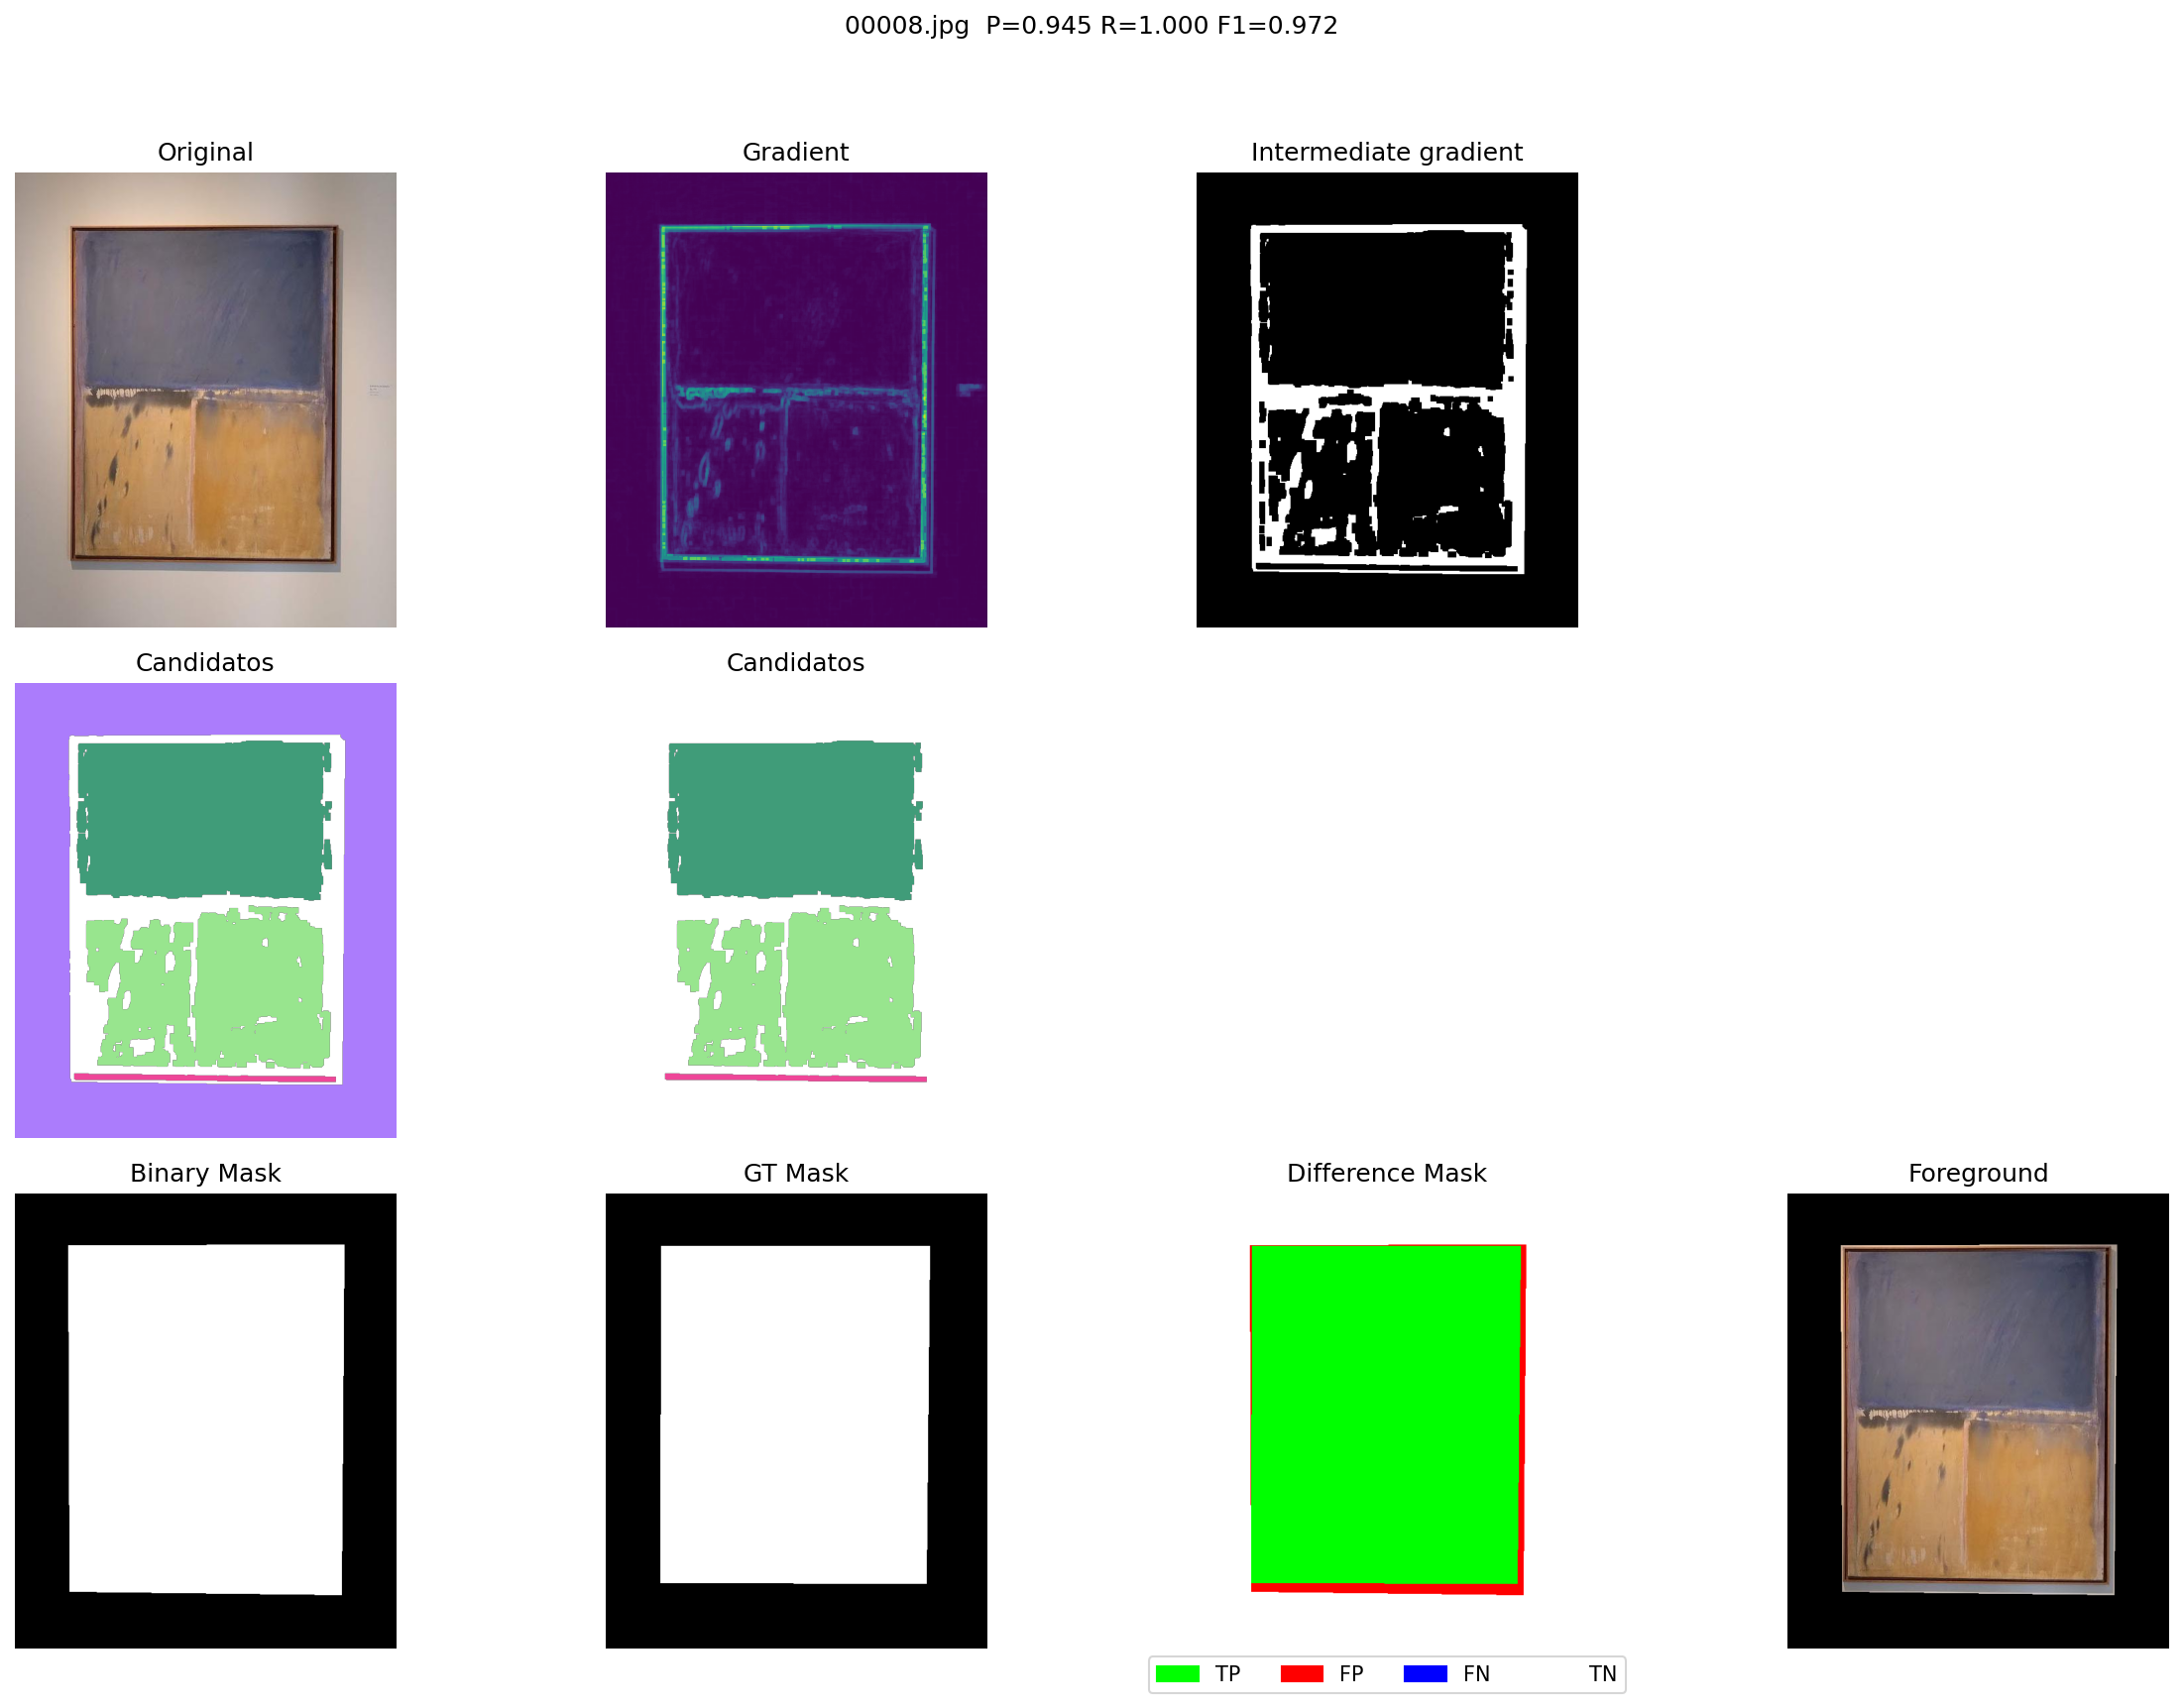 00008.jpg  P=0.945 R=1.000 F1=0.972
Original
Gradient
Intermediate gradient
Candidatos
Candidatos
Binary Mask
GT Mask
Difference Mask
Foreground
TP
FP
FN
TN